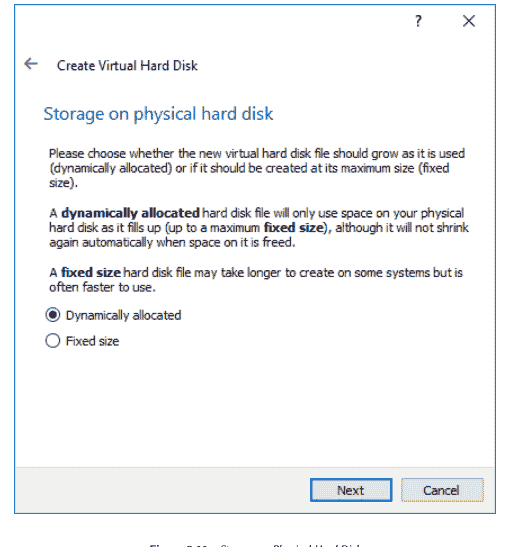 ?
Create Virtual Hard Disk
Storage on physical hard disk
Please choose whether the new virtual hard disk file should grow as it is used
(dynamically allocated) or if it should be created at its maximum size (fixed
size).
A dynamically allocated hard disk file will only use space on your physical
hard disk as it fills up (up to a maximum fixed size), although it will not shrink
again automatically when space on it is freed.
A fixed size hard disk file may take longer to create on some systems but is
often faster to use.
Dynamically allocated
Fixed size
Next Cancel